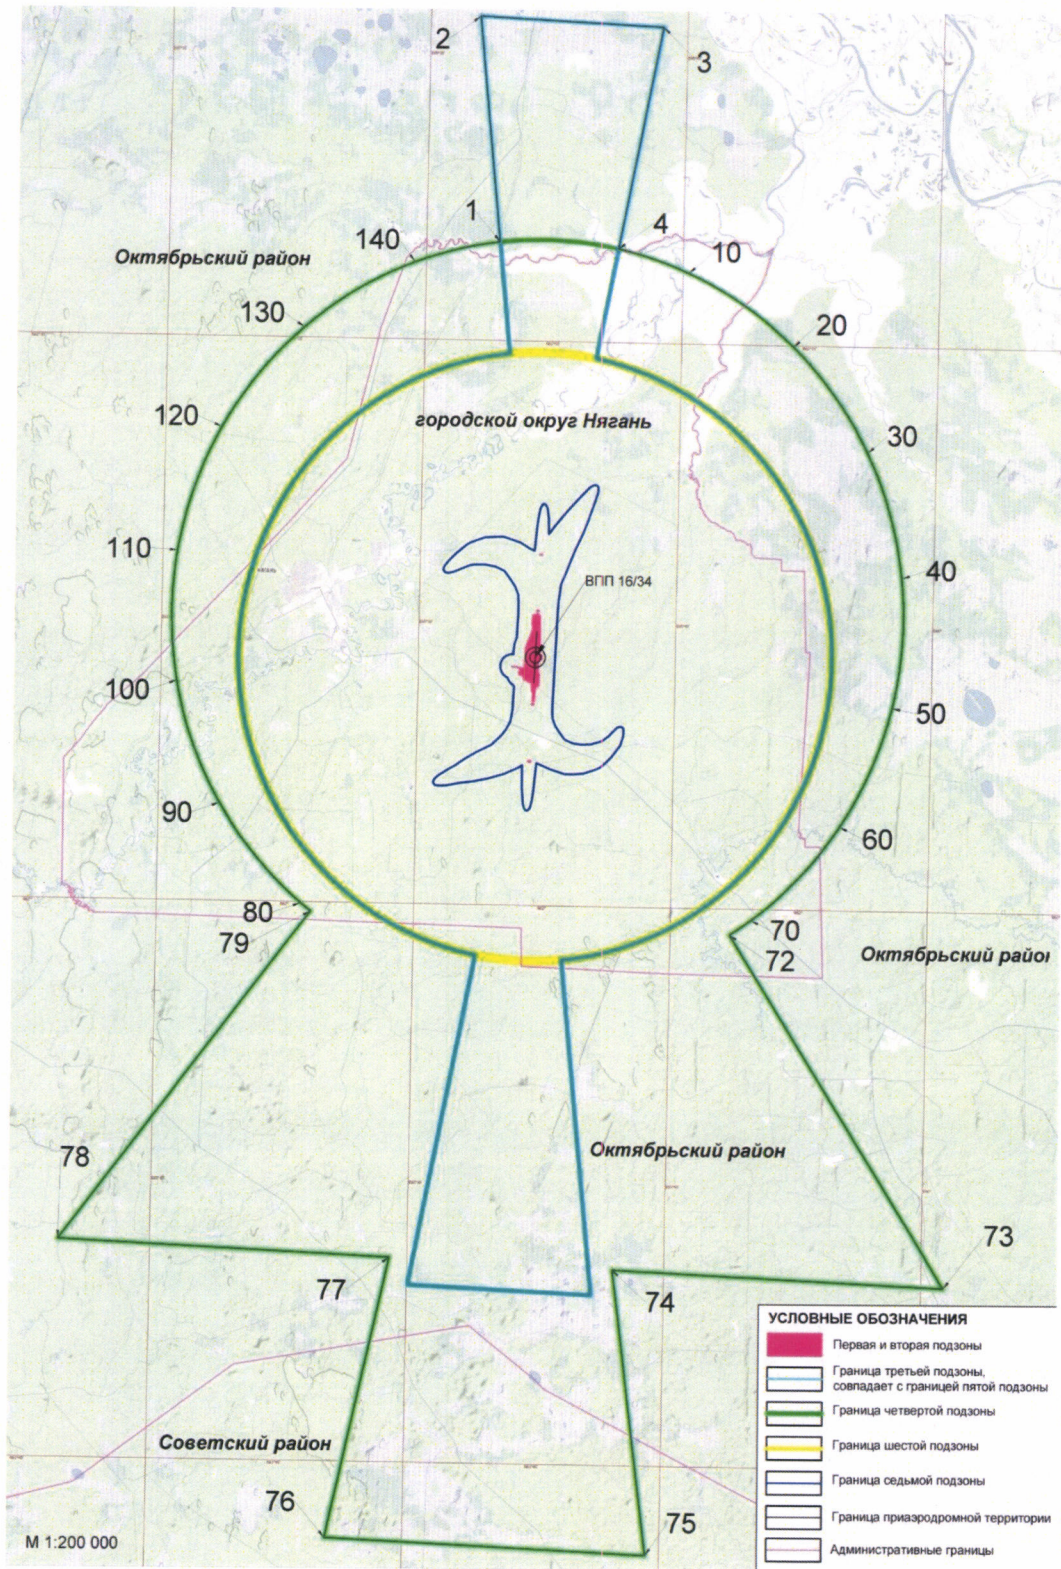 2
3
1
4
140
10
Октябрьский район
130
20
120
городской округ Нягань
30
110
40
ВПП 16/34
100
50
90
60
80
79
70
72
Октябрьский район
Октябрьский район
78
73
77
74
Советский район
76
75
М 1:200 000
УСЛОВНЫЕ ОБОЗНАЧЕНИЯ
Первая и вторая подзоны
Граница третьей подзоны,
совпадает с границей пятой подзоны
Граница четвертой подзоны
Граница шестой подзоны
Граница седьмой подзоны
Граница приаэродромной территории
Административные границы